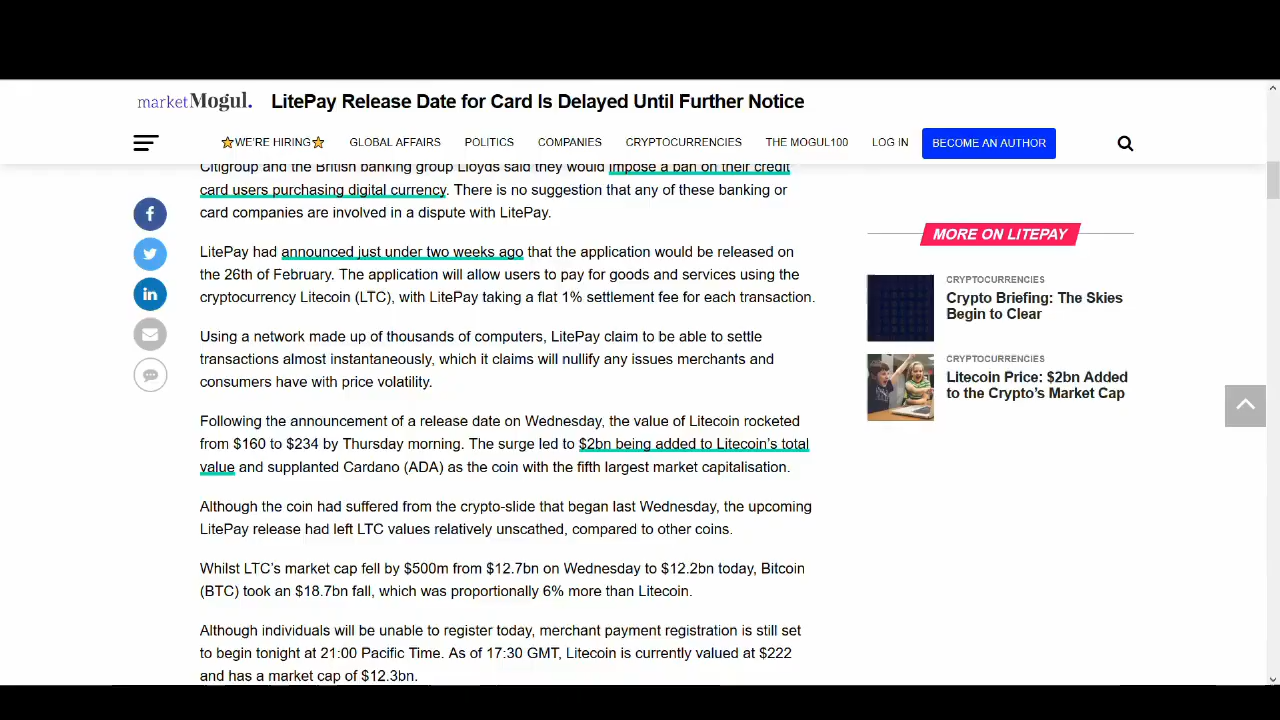 marketMogul. LitePay Release Date for Card Is Delayed Until Further Notice
⭐WE'RE HIRING⭐ GLOBAL AFFAIRS POLITICS COMPANIES CRYPTOCURRENCIES THE MOGUL100 LOG IN BECOME AN AUTHOR
Citigroup and the British banking group Lloyds said they would impose a ban on their credit
card users purchasing digital currency. There is no suggestion that any of these banking or
card companies are involved in a dispute with LitePay.
LitePay had announced just under two weeks ago that the application would be released on
the 26th of February. The application will allow users to pay for goods and services using the
cryptocurrency Litecoin (LTC), with LitePay taking a flat 1% settlement fee for each transaction.
Using a network made up of thousands of computers, LitePay claim to be able to settle
transactions almost instantaneously, which it claims will nullify any issues merchants and
consumers have with price volatility.
Following the announcement of a release date on Wednesday, the value of Litecoin rocketed
from $160 to $234 by Thursday morning. The surge led to $2bn being added to Litecoin's total
value and supplanted Cardano (ADA) as the coin with the fifth largest market capitalisation.
Although the coin had suffered from the crypto-slide that began last Wednesday, the upcoming
LitePay release had left LTC values relatively unscathed, compared to other coins.
Whilst LTC's market cap fell by $500m from $12.7bn on Wednesday to $12.2bn today, Bitcoin
(BTC) took an $18.7bn fall, which was proportionally 6% more than Litecoin.
Although individuals will be unable to register today, merchant payment registration is still set
to begin tonight at 21:00 Pacific Time. As of 17:30 GMT, Litecoin is currently valued at $222
and has a market cap of $12.3bn.
MORE ON LITEPAY
CRYPTOCURRENCIES
Crypto Briefing: The Skies
Begin to Clear
CRYPTOCURRENCIES
Litecoin Price: $2bn Added
to the Crypto's Market Cap